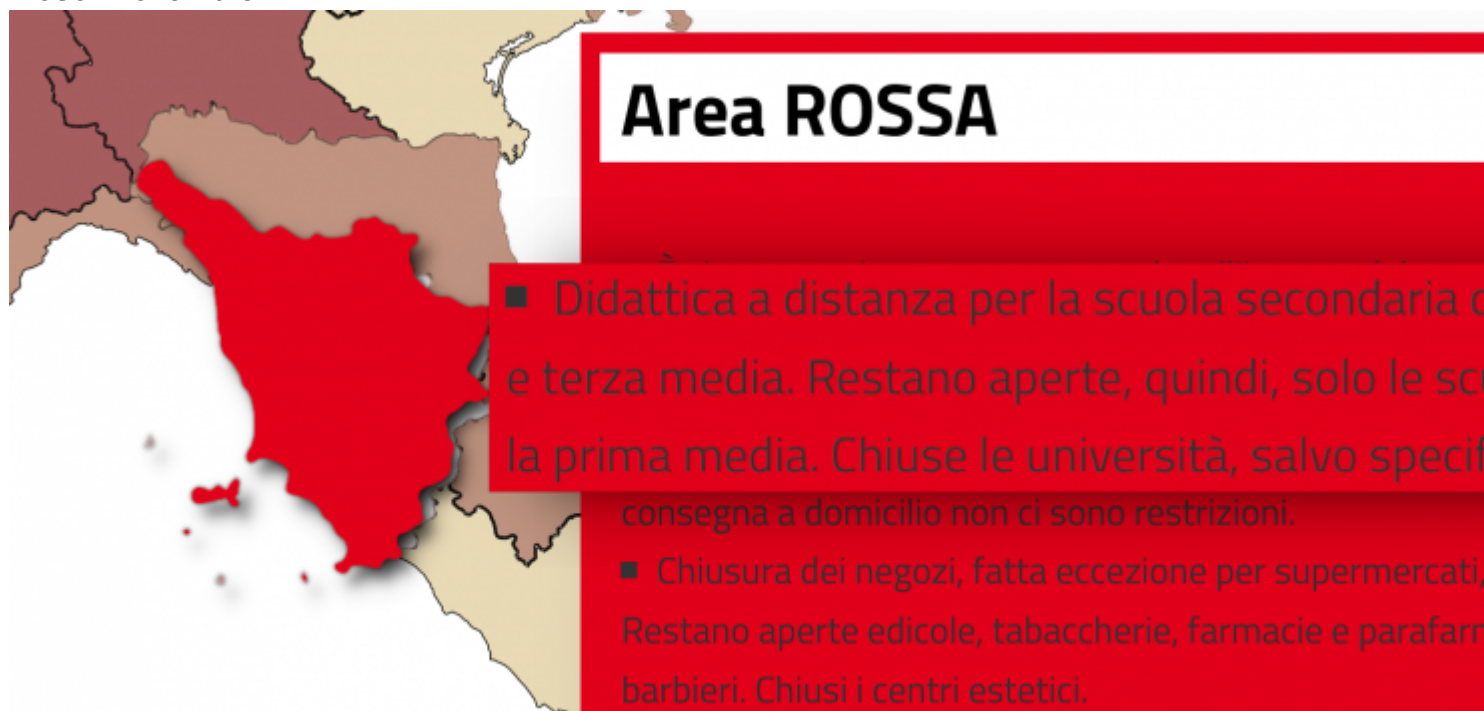 Area ROSSA
■ Didattica a distanza per la scuola secondaria
e terza media. Restano aperte, quindi, solo le
la prima media. Chiuse le università, salvo
consegna a domicilio non ci sono restrizioni.
■ Chiusura dei negozi, fatta eccezione per supermercati,
Restano aperte edicole, tabaccherie, farmacie e
barbieri. Chiusi i centri estetici.